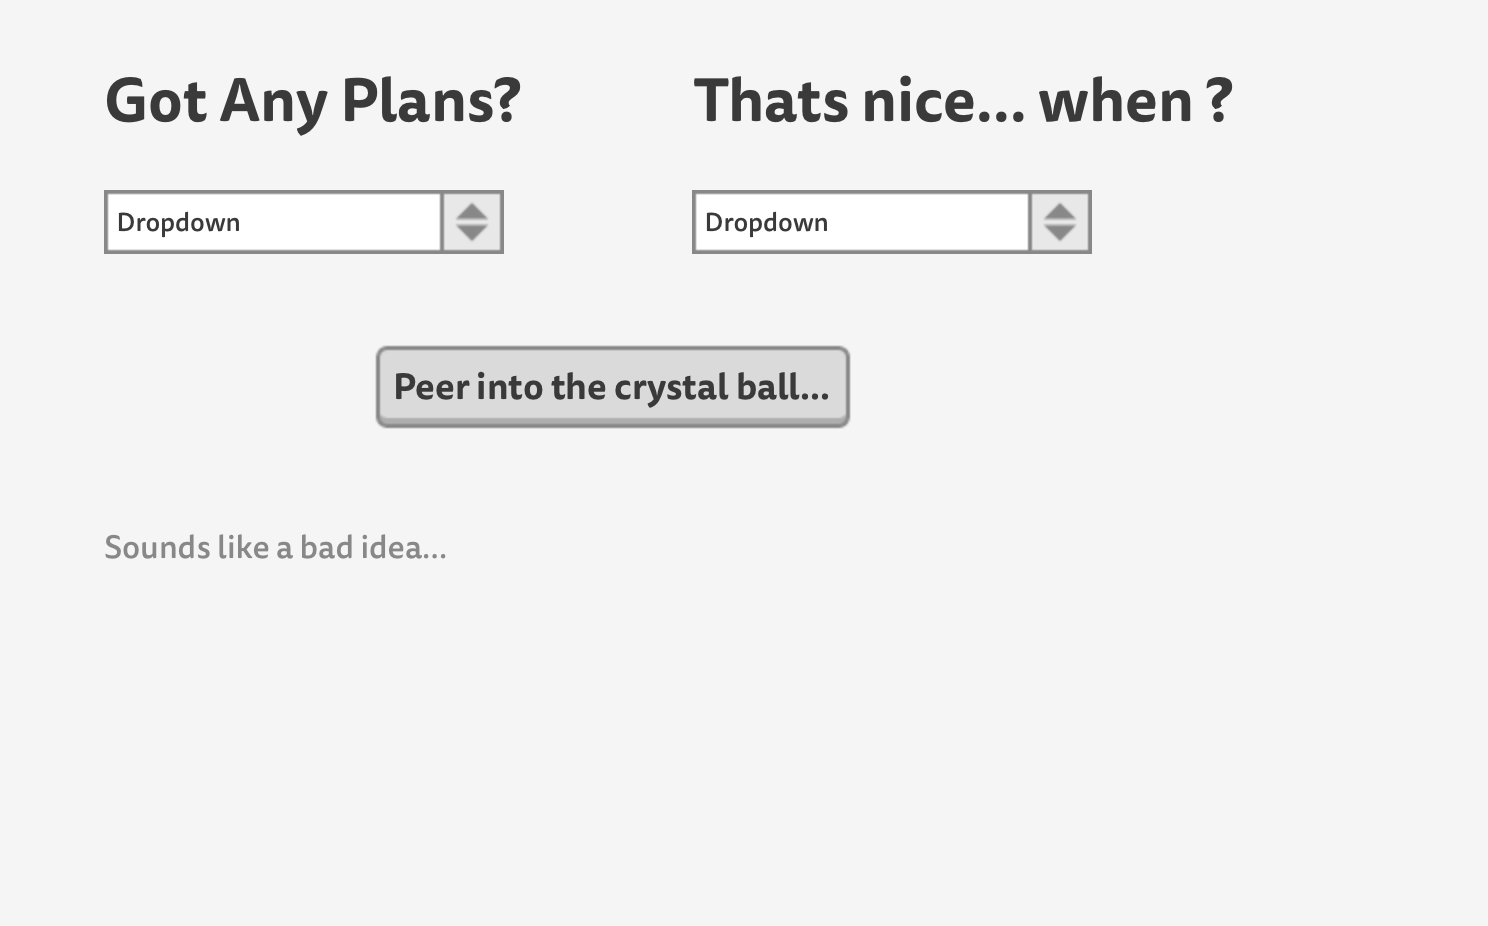 Got Any Plans?
Thats nice... when ?
Dropdown
Dropdown
Peer into the crystal ball...
Sounds like a bad idea...